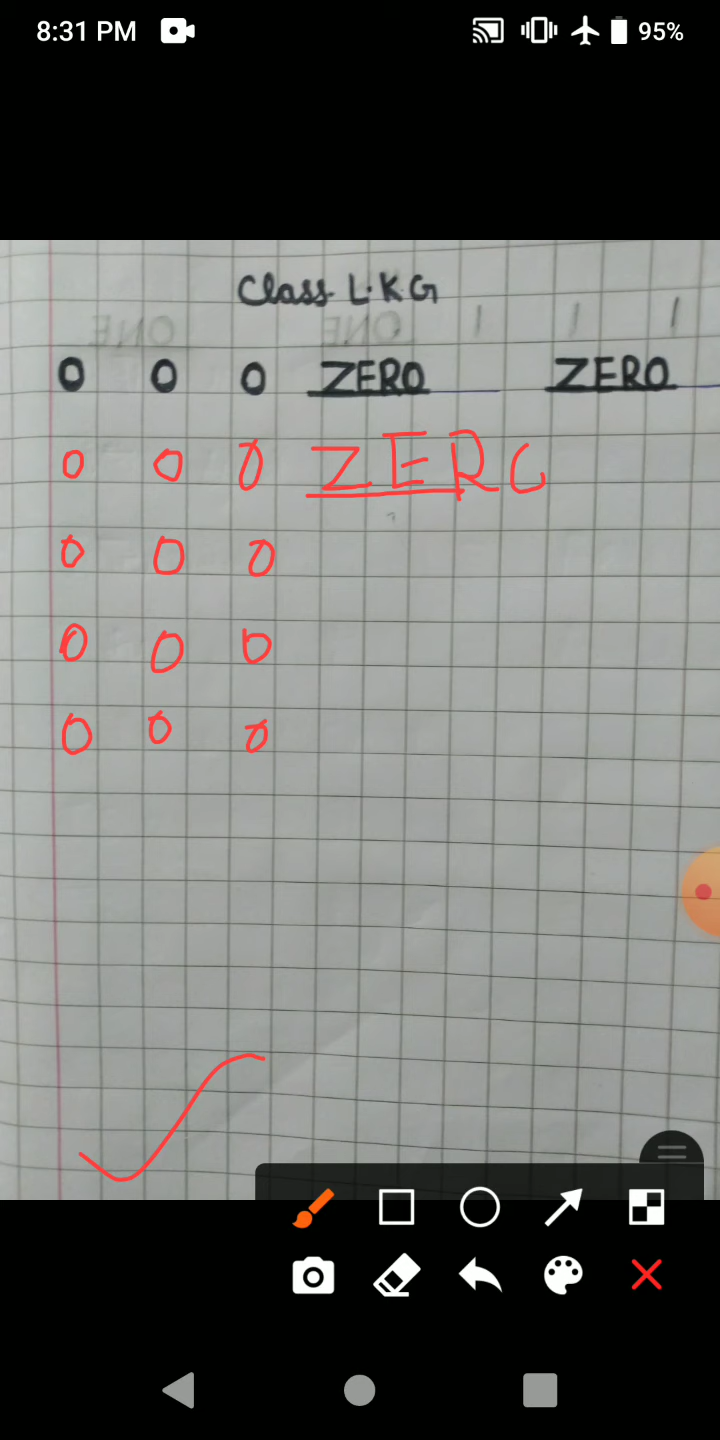 8:31 PM 95%
Class L.K.G
0 0 0 ZERO ZERO
0 0 0 ZERO
0 0 0
0 0 0
0 0 0